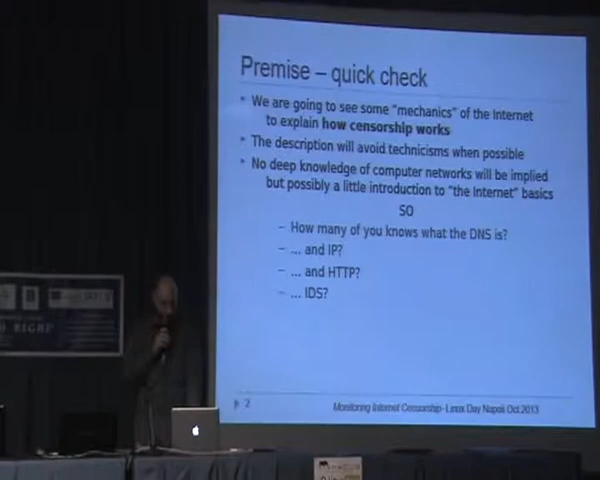 Premise – quick check
We are going to see some "mechanics" of the Internet
to explain how censorship works
The description will avoid technicisms when possible
No deep knowledge of computer networks will be implied
but possibly a little introduction to "the Internet" basics
SO
– How many of you knows what the DNS is?
– ... and IP?
– ... and HTTP?
– ... IDS?
2
Monitoring Internet Censorship- Linux Day Napoli Oct 2013